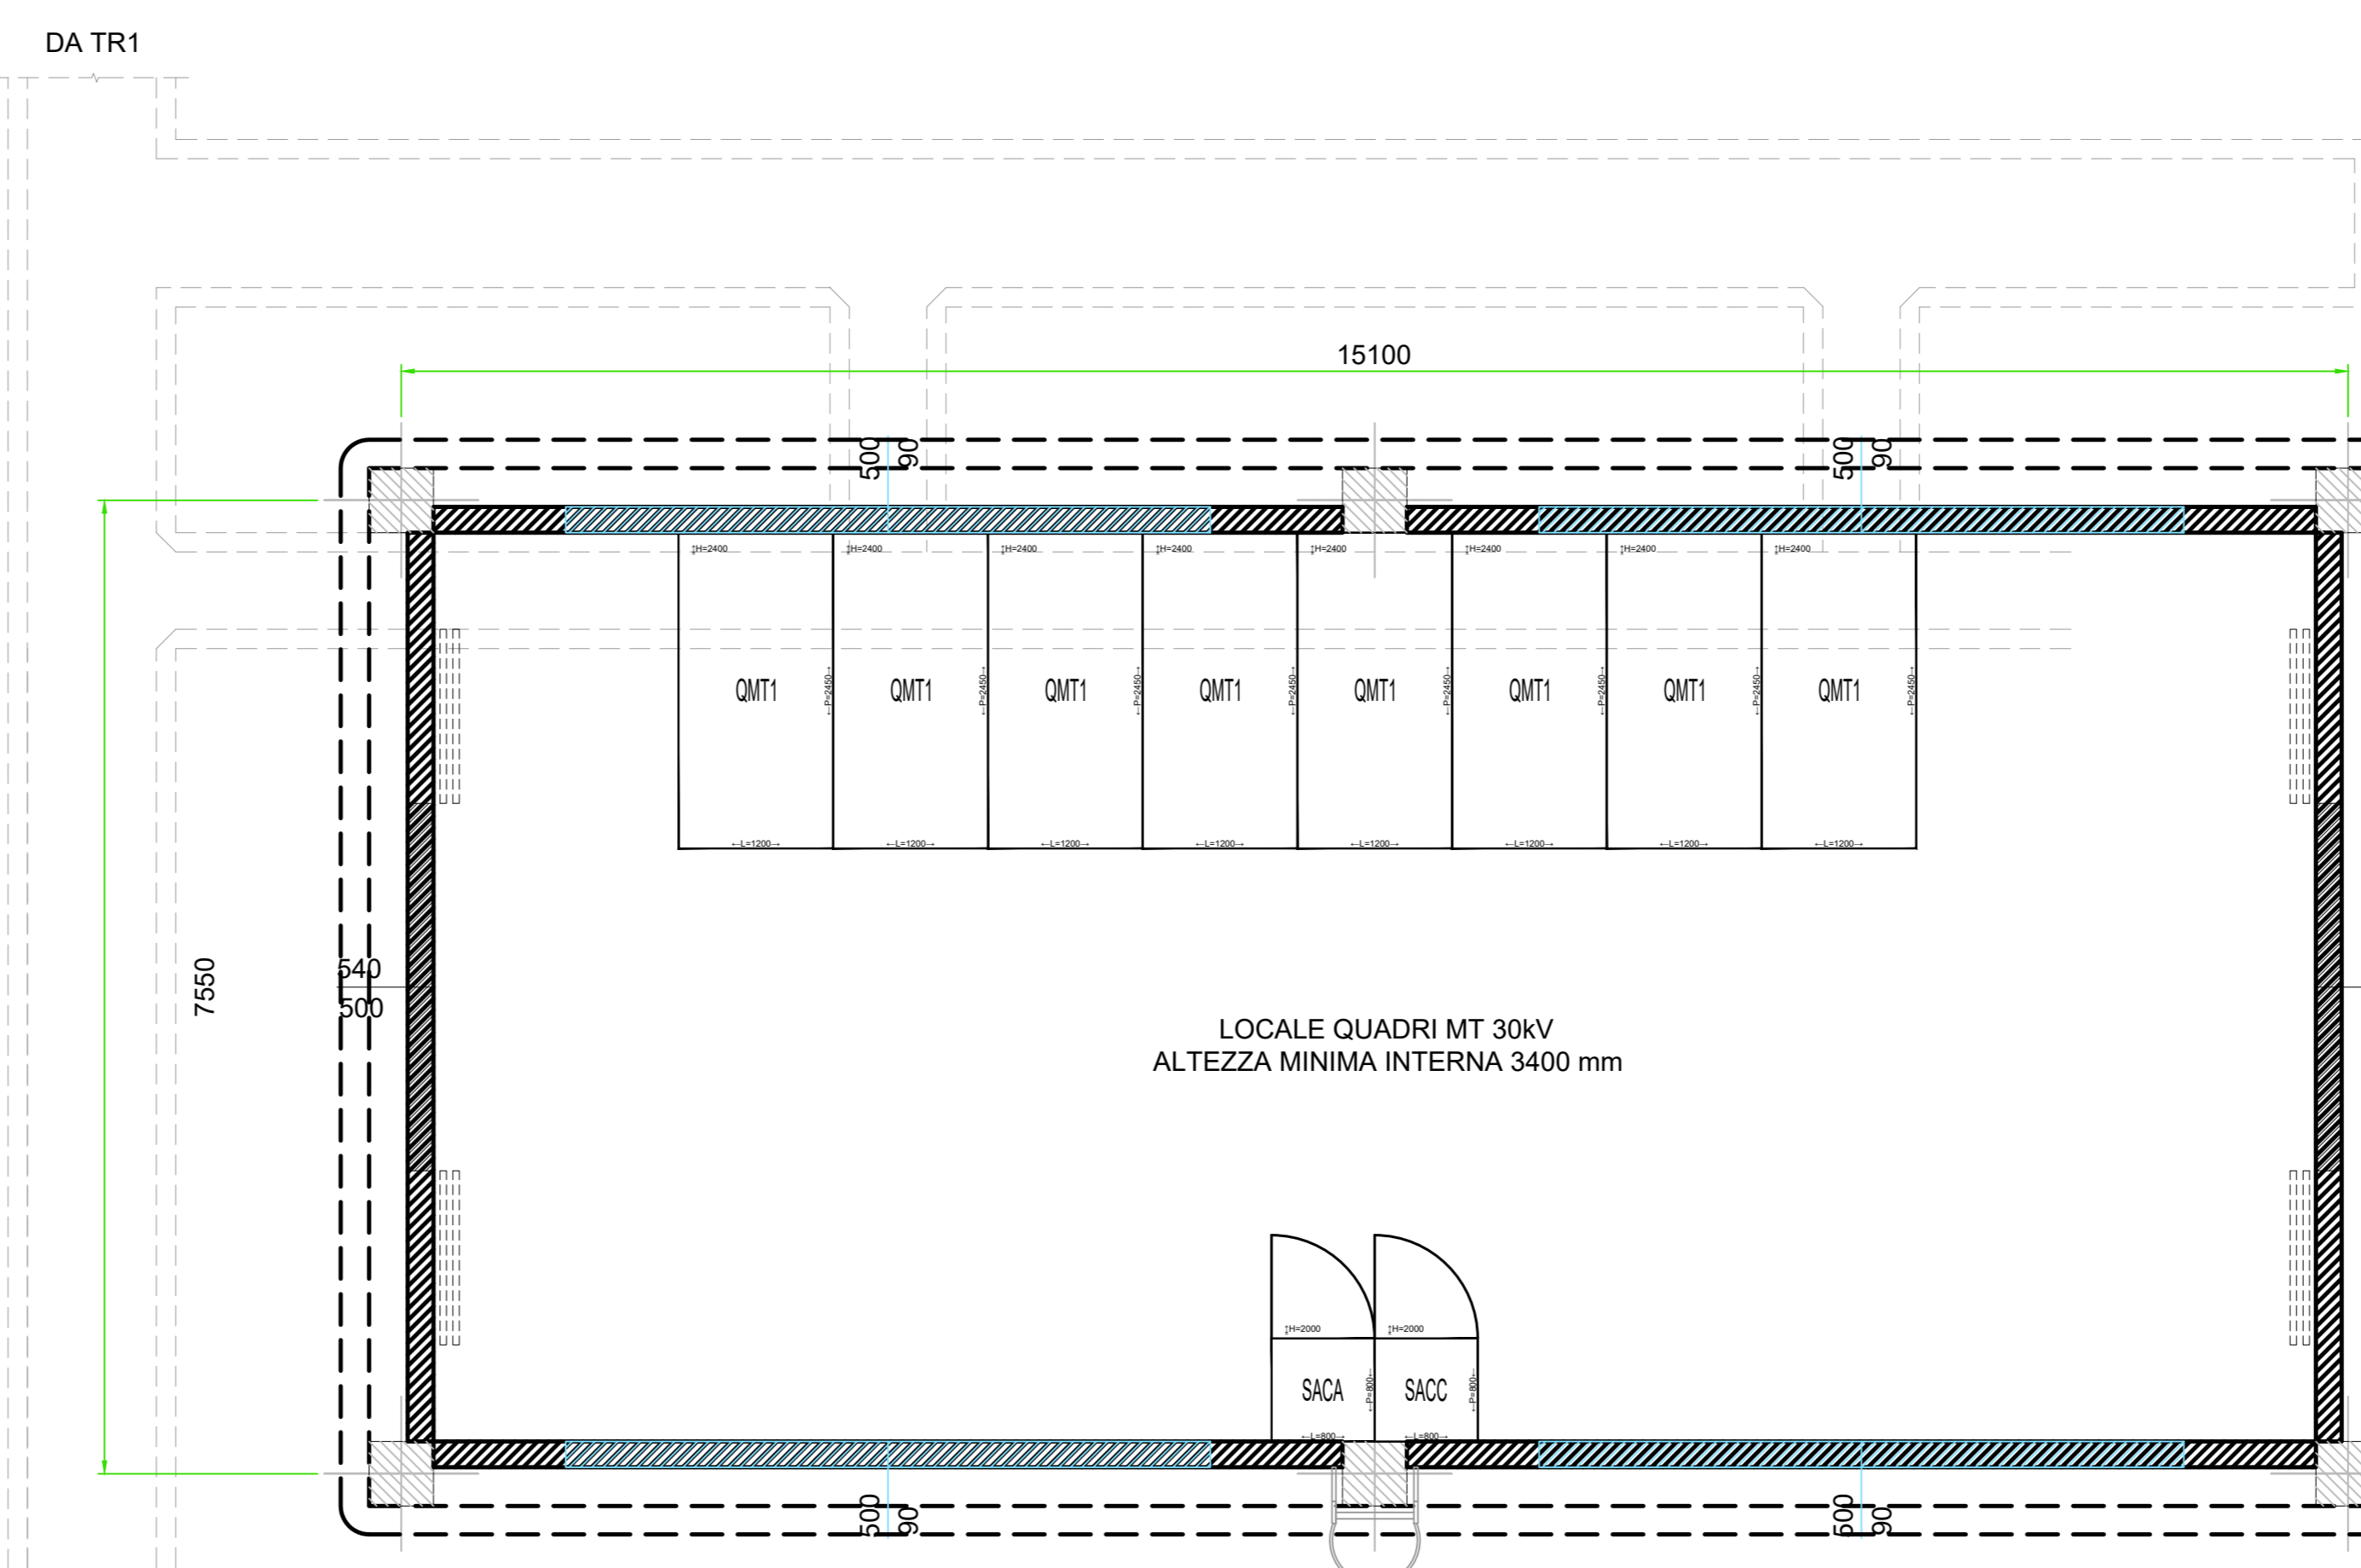 DA TR1
15100
500
90
500
90
↕H=2400
↕H=2400
↕H=2400
↕H=2400
↕H=2400
↕H=2400
↕H=2400
↕H=2400
QMT1
QMT1
QMT1
QMT1
QMT1
QMT1
QMT1
QMT1
←P=2450→
←P=2450→
←P=2450→
←P=2450→
←P=2450→
←P=2450→
←P=2450→
←P=2450→
←L=1200→
←L=1200→
←L=1200→
←L=1200→
←L=1200→
←L=1200→
←L=1200→
←L=1200→
7550
540
500
LOCALE QUADRI MT 30kV
ALTEZZA MINIMA INTERNA 3400 mm
↕H=2000
↕H=2000
SACA
←P=800→
SACC
←P=800→
←L=800→
←L=800→
500
90
500
90